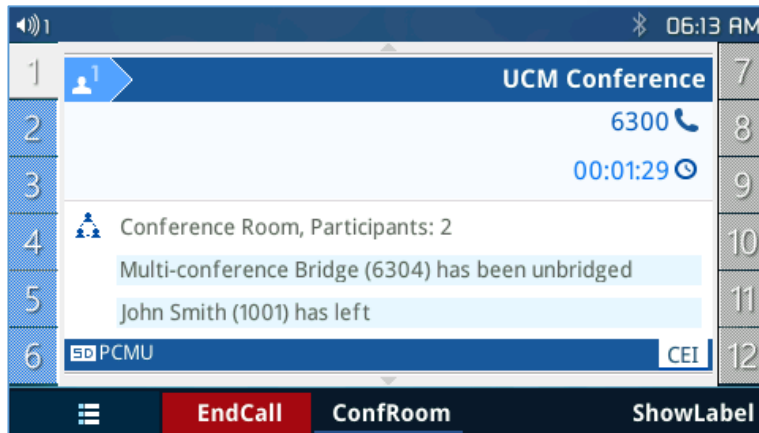 1 06:13 AM
1 1 UCM Conference 7
2 6300 8
3 00:01:29 9
4 Conference Room, Participants: 2 10
Multi-conference Bridge (6304) has been unbridged
5 John Smith (1001) has left 11
6 SD PCMU CEI 12
EndCall ConfRoom ShowLabel